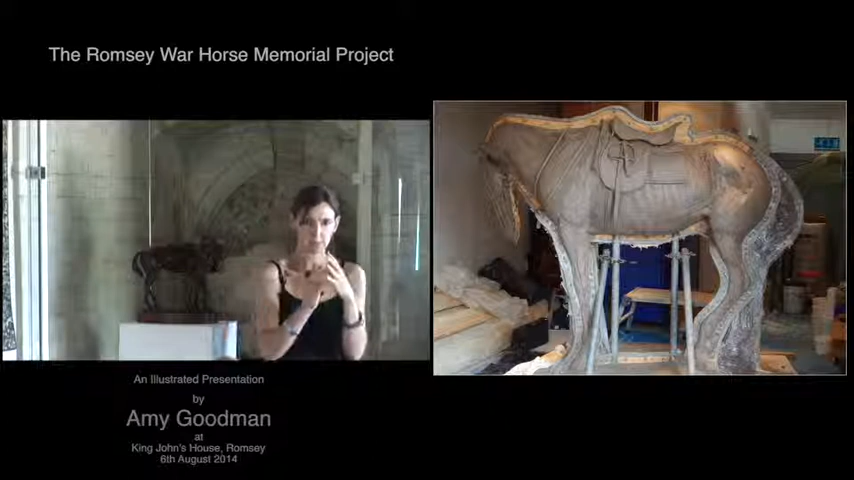 The Romsey War Horse Memorial Project
An Illustrated Presentation
by
Amy Goodman
at
King John's House, Romsey
6th August 2014